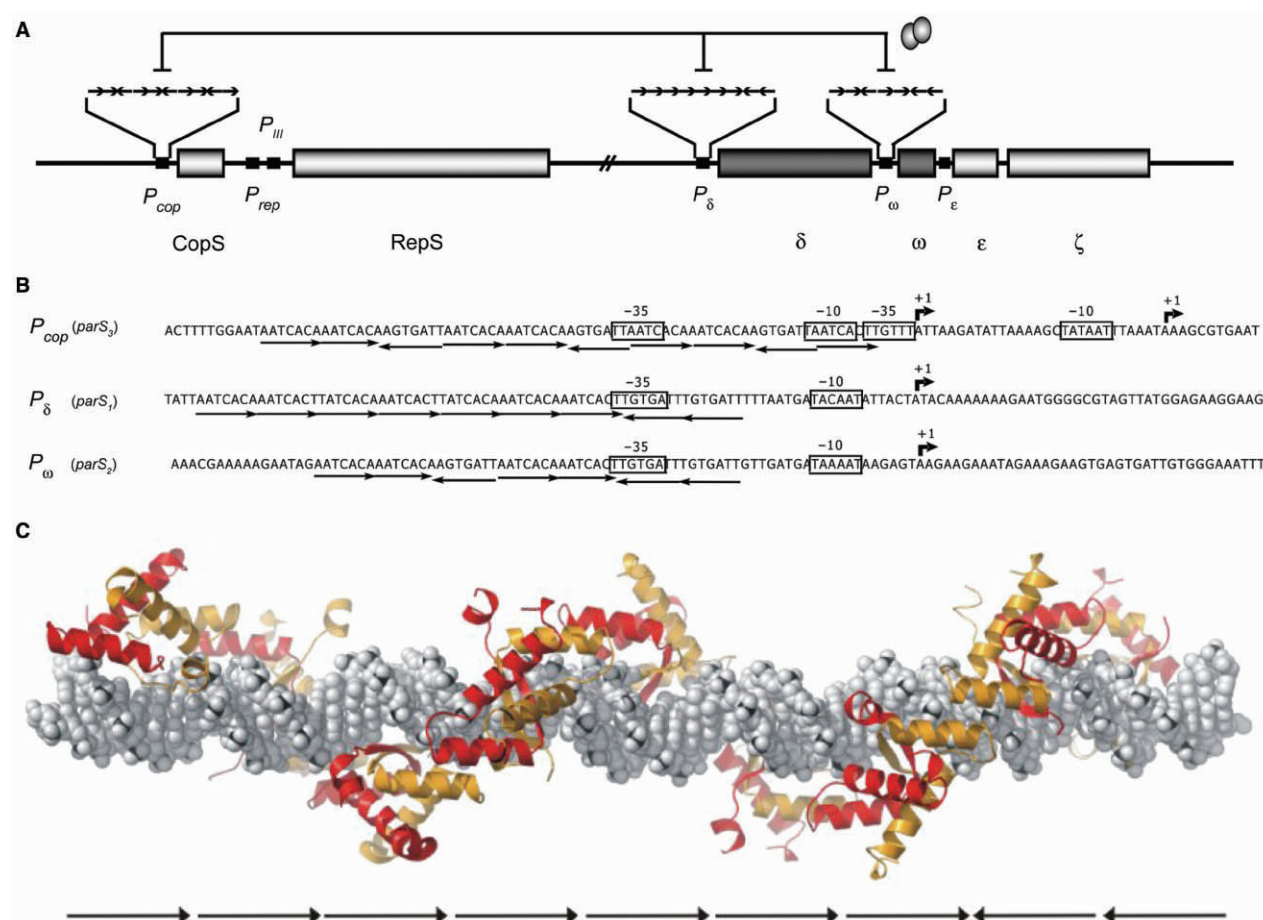 A
P_III
P_cop
P_rep
P_δ
P_ω
P_ε
CopS
RepS
δ
ω
ε
ζ
B
−35
−10
−35
+1
−10
+1
P_cop (parS_3)
ACTTTTGGAATAATCACAAATCACAAGTGATTAATCACAAATCACAAGTGATTAATCACAAATCACAAGTGATTAATCACTTGTTTATTAAGATATTAAAAGCTATAATTTAAATAAAGCGTGAAT
−35
−10
+1
P_δ (parS_1)
TATTAATCACAAATCACTTATCACAAATCACTTATCACAAATCACAAATCACTTGTGATTTGTGATTTTTAATGATACAATATTACTATACAAAAAAAGAATGGGGCGTAGTTATGGAGAAGGAAG
−35
−10
+1
P_ω (parS_2)
AAACGAAAAAGAATAGAATCACAAATCACAAGTGATTAATCACAAATCACTTGTGATTTGTGATTGTTGATGATAAAATAAGAGTAAGAAGAAATAGAAAGAAGTGAGTGATTGTGGGAAATTT
C